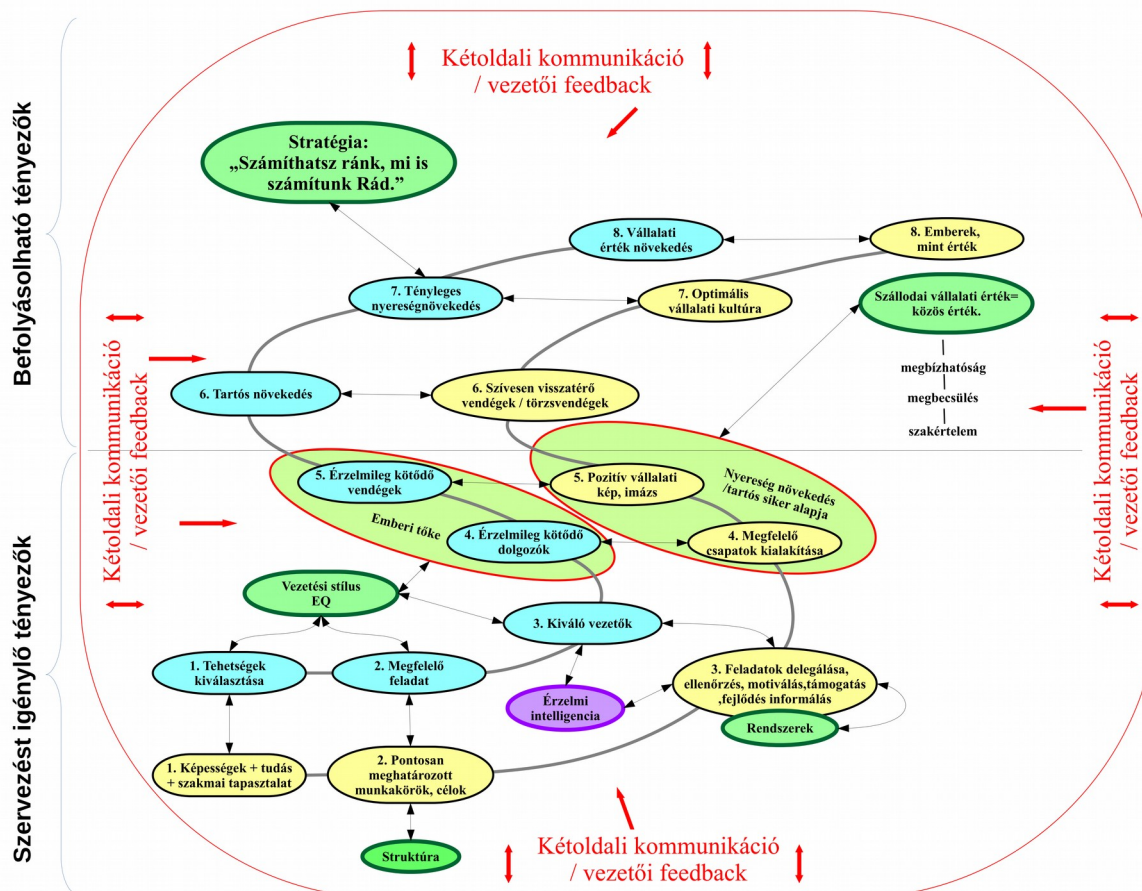 Kétoldali kommunikáció
/ vezetői feedback
Befolyásolható tényezők
Stratégia:
„Számíthatsz ránk, mi is
számítunk Rád.”
8. Vállalati
érték növekedés
8. Emberek,
mint érték
7. Tényleges
nyereségnövekedés
7. Optimális
vállalati kultúra
Szállodai vállalati érték=
közös érték.
megbízhatóság
megbecsülés
szakértelem
Kétoldali kommunikáció
/ vezetői feedback
Kétoldali kommunikáció
/ vezetői feedback
6. Tartós növekedés
6. Szívesen visszatérő
vendégek / törzsvendégek
Szervezést igénylő tényezők
5. Érzelmileg kötődő
vendégek
5. Pozitív vállalati
kép, imázs
Nyereség növekedés
/tartós siker alapja
Emberi tőke
4. Érzelmileg kötődő
dolgozók
4. Megfelelő
csapatok kialakítása
Vezetési stílus
EQ
3. Kiváló vezetők
1. Tehetségek
kiválasztása
2. Megfelelő
feladat
3. Feladatok delegálása,
ellenőrzés, motiválás,támogatás
,fejlődés informálás
Érzelmi
intelligencia
Rendszerek
1. Képességek + tudás
+ szakmai tapasztalat
2. Pontosan
meghatározott
munkakörök, célok
Struktúra
Kétoldali kommunikáció
/ vezetői feedback